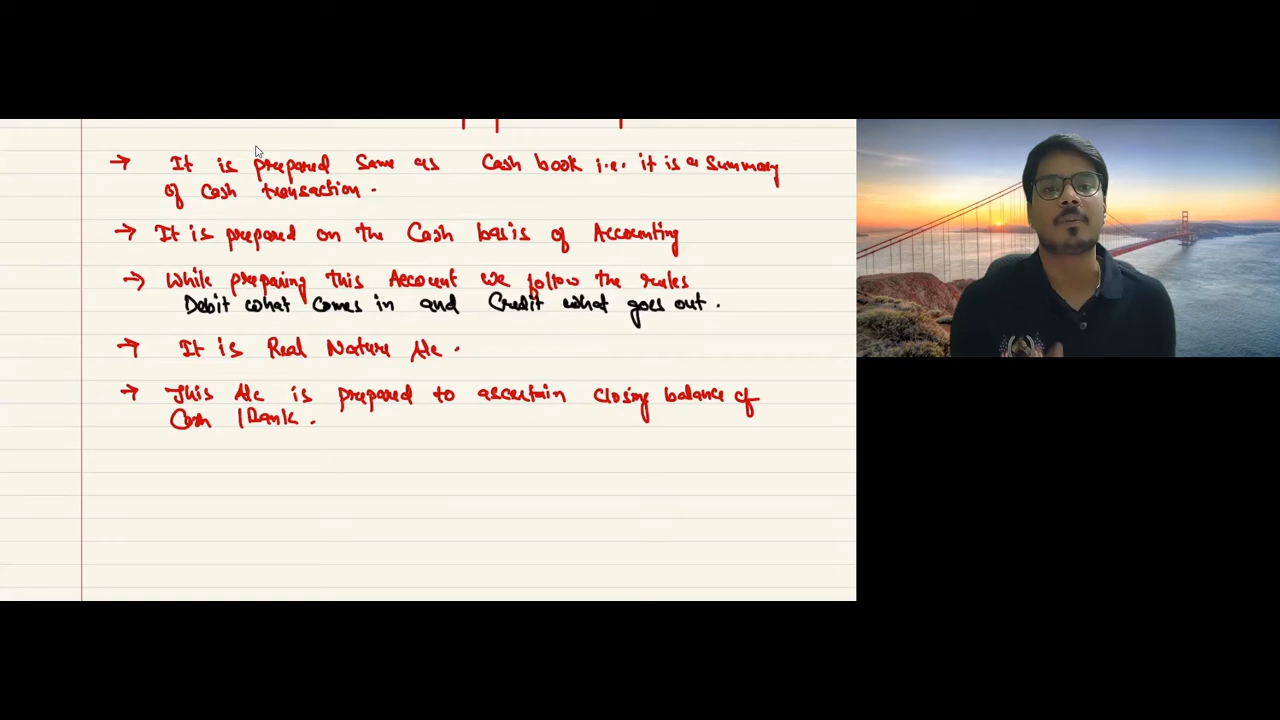 → It is prepared Same as Cash book i.e. it is a Summary
of Cash transaction.
→ It is prepared on the Cash basis of Accounting
→ While preparing this Account we follow the rules
Debit what Comes in and Credit what goes out.
→ It is Real Nature A/c.
→ This A/c is prepared to ascertain closing balance of
Cash / Bank.